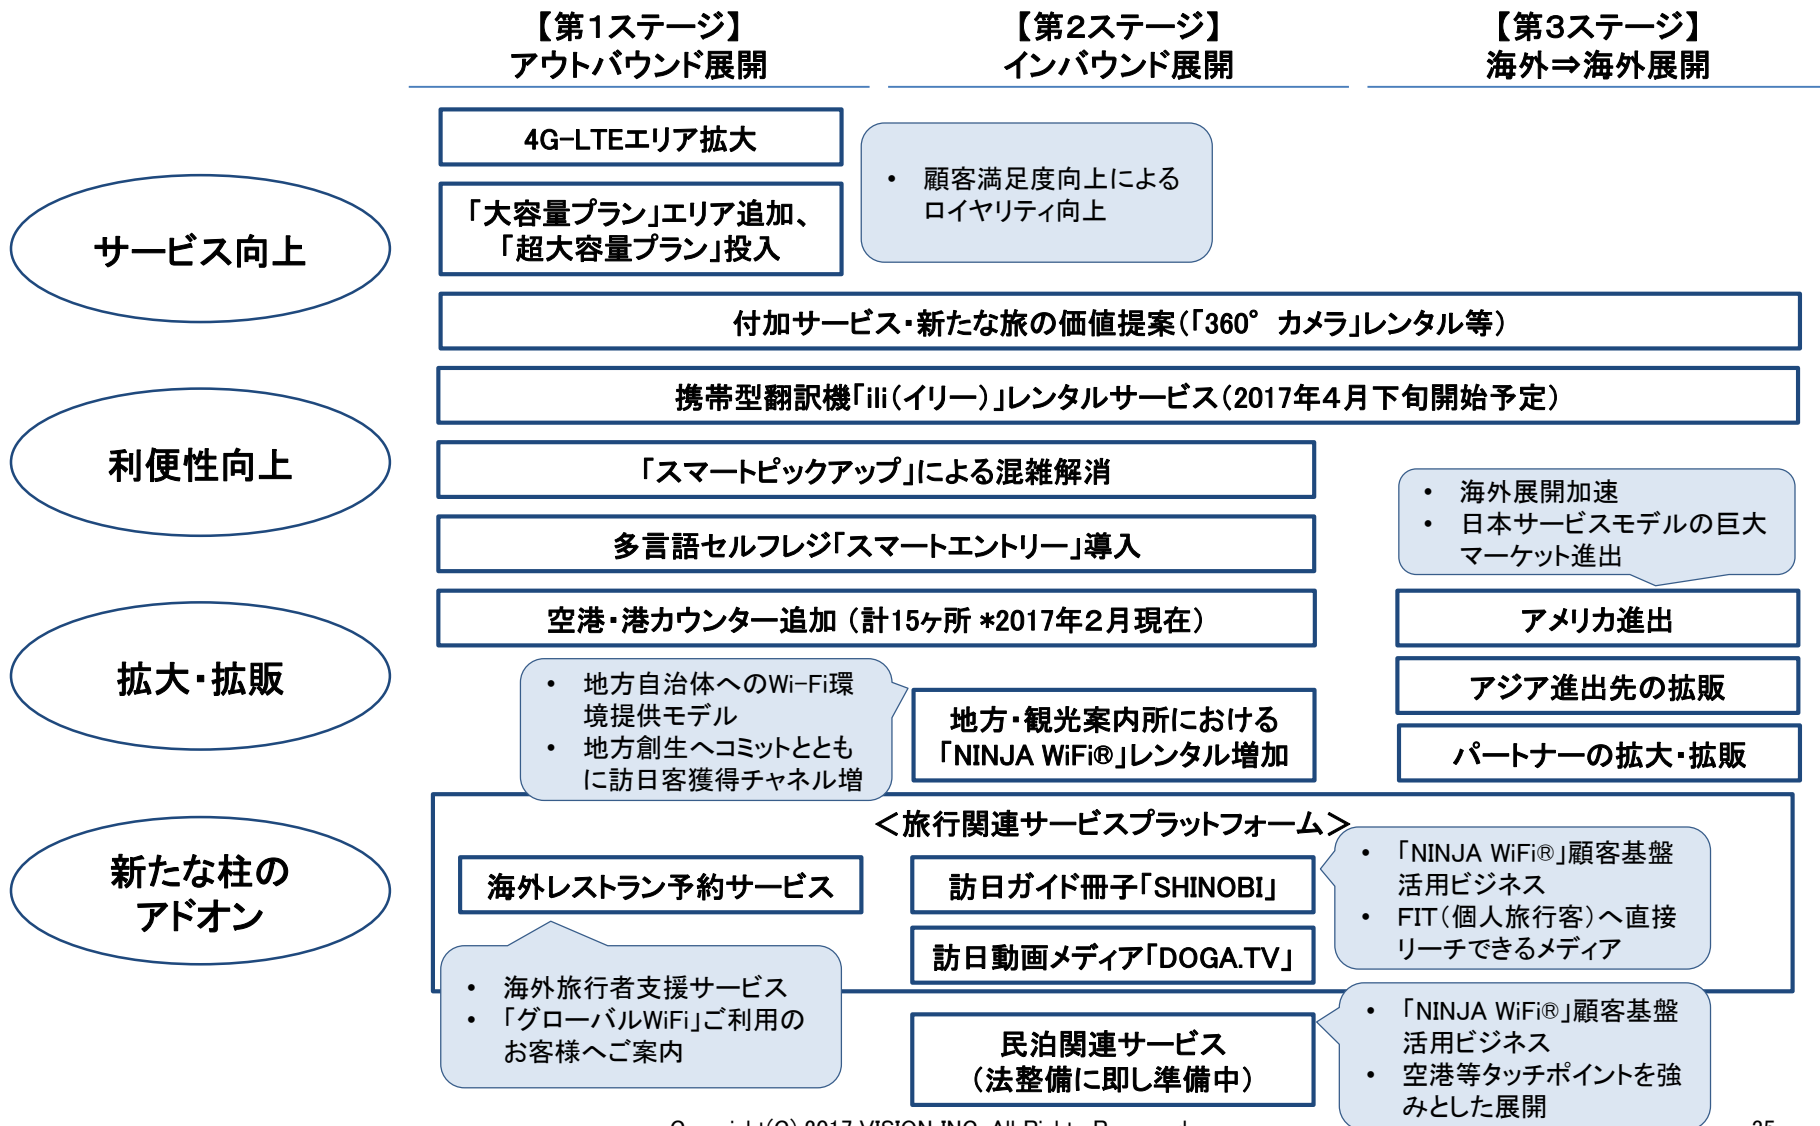 【第1ステージ】
アウトバウンド展開
【第2ステージ】
インバウンド展開
【第3ステージ】
海外⇒海外展開
サービス向上
4G-LTEエリア拡大
「大容量プラン」エリア追加、
「超大容量プラン」投入
• 顧客満足度向上による
ロイヤリティ向上
付加サービス・新たな旅の価値提案(「360°カメラ」レンタル等)
利便性向上
携帯型翻訳機「ili(イリー)」レンタルサービス(2017年4月下旬開始予定)
「スマートピックアップ」による混雑解消
多言語セルフレジ「スマートエントリー」導入
• 海外展開加速
• 日本サービスモデルの巨大
マーケット進出
拡大・拡販
空港・港カウンター追加(計15ヶ所 *2017年2月現在)
• 地方自治体へのWi-Fi環
境提供モデル
• 地方創生へコミットととも
に訪日客獲得チャネル増
地方・観光案内所における
「NINJA WiFi®」レンタル増加
アメリカ進出
アジア進出先の拡販
パートナーの拡大・拡販
新たな柱の
アドオン
＜旅行関連サービスプラットフォーム＞
海外レストラン予約サービス
• 海外旅行者支援サービス
• 「グローバルWiFi」ご利用の
お客様へご案内
訪日ガイド冊子「SHINOBI」
訪日動画メディア「DOGA.TV」
• 「NINJA WiFi®」顧客基盤
活用ビジネス
• FIT(個人旅行客)へ直接
リーチできるメディア
民泊関連サービス
(法整備に即し準備中)
• 「NINJA WiFi®」顧客基盤
活用ビジネス
• 空港等タッチポイントを強
みとした展開
Copyright(C) 2017 VISION INC. All Rights Reserved.
35